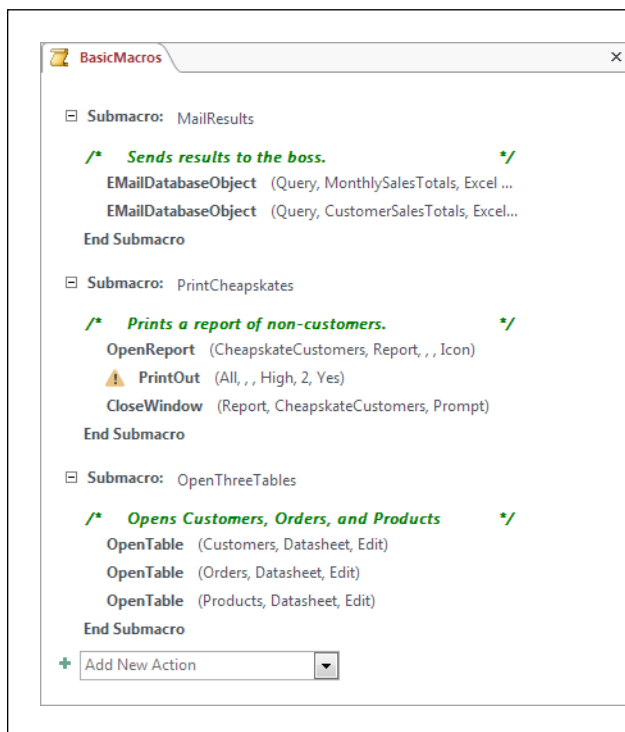 BasicMacros
Submacro: MailResults
/* Sends results to the boss. */
EMailDatabaseObject (Query, MonthlySalesTotals, Excel ...
EMailDatabaseObject (Query, CustomerSalesTotals, Excel...
End Submacro
Submacro: PrintCheapskates
/* Prints a report of non-customers. */
OpenReport (CheapskateCustomers, Report, , , Icon)
PrintOut (All, , , High, 2, Yes)
CloseWindow (Report, CheapskateCustomers, Prompt)
End Submacro
Submacro: OpenThreeTables
/* Opens Customers, Orders, and Products */
OpenTable (Customers, Datasheet, Edit)
OpenTable (Orders, Datasheet, Edit)
OpenTable (Products, Datasheet, Edit)
End Submacro
Add New Action